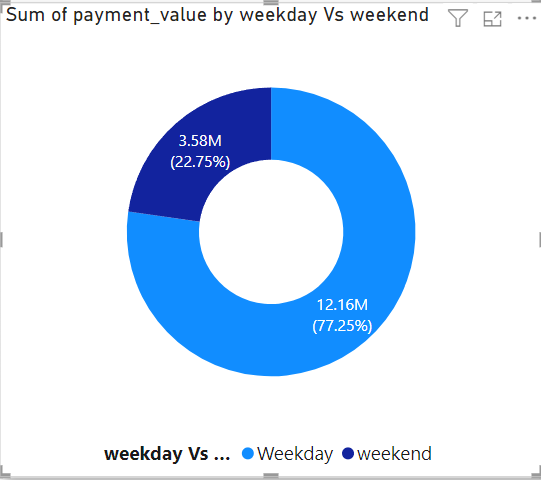 Sum of payment_value by weekday Vs weekend
3.58M
(22.75%)
12.16M
(77.25%)
weekday Vs ... Weekday weekend